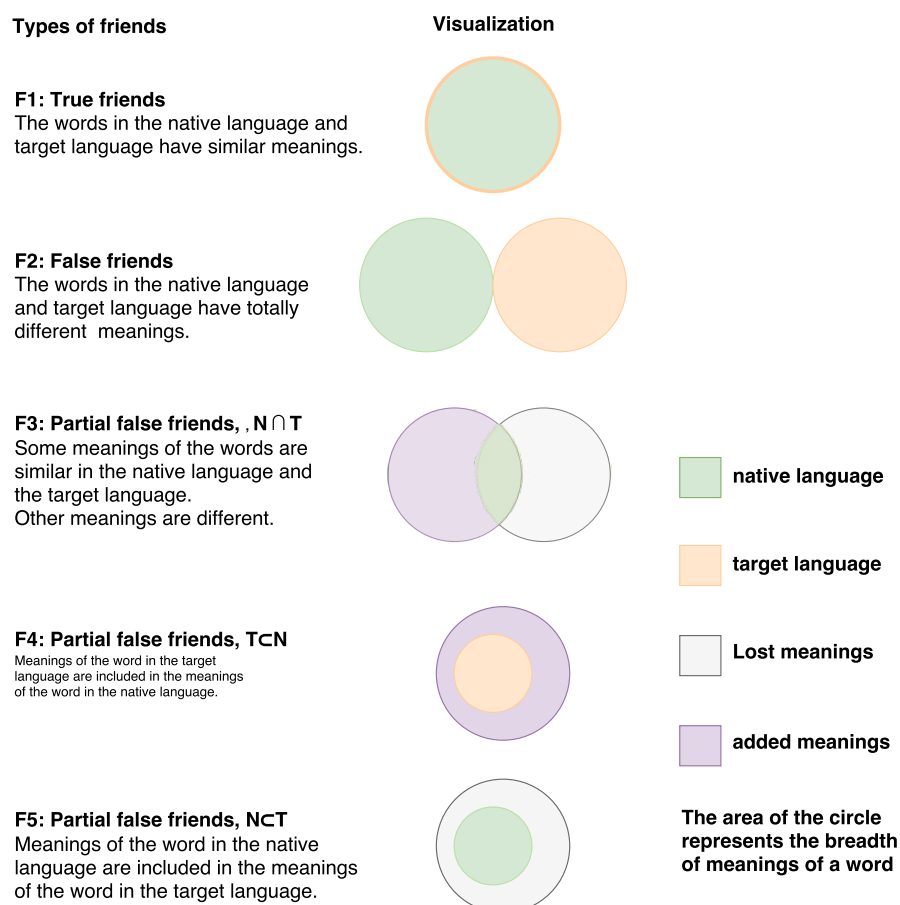 Types of friends
Visualization
F1: True friends
The words in the native language and
target language have similar meanings.
F2: False friends
The words in the native language
and target language have totally
different  meanings.
F3: Partial false friends, , N ∩ T
Some meanings of the words are
similar in the native language and
the target language.
Other meanings are different.
F4: Partial false friends, T⊂N
Meanings of the word in the target
language are included in the meanings
of the word in the native language.
F5: Partial false friends, N⊂T
Meanings of the word in the native
language are included in the meanings
of the word in the target language.
native language
target language
Lost meanings
added meanings
The area of the circle
represents the breadth
of meanings of a word